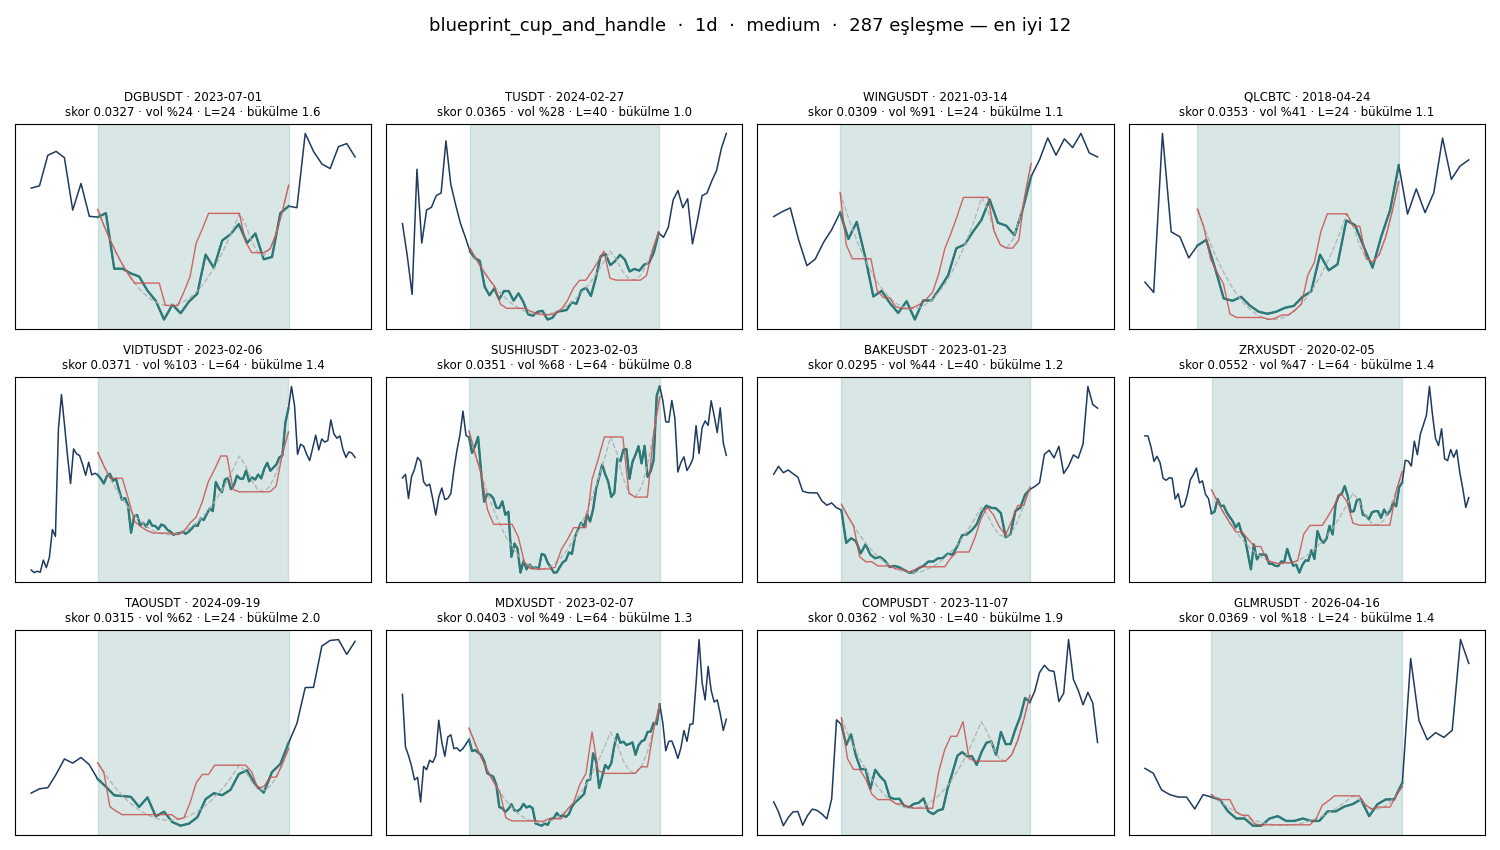 blueprint_cup_and_handle · 1d · medium · 287 eşleşme — en iyi 12
DGBUSDT · 2023-07-01
skor 0.0327 · vol %24 · L=24 · bükülme 1.6
TUSDT · 2024-02-27
skor 0.0365 · vol %28 · L=40 · bükülme 1.0
WINGUSDT · 2021-03-14
skor 0.0309 · vol %91 · L=24 · bükülme 1.1
QLCBTC · 2018-04-24
skor 0.0353 · vol %41 · L=24 · bükülme 1.1
VIDTUSDT · 2023-02-06
skor 0.0371 · vol %103 · L=64 · bükülme 1.4
SUSHIUSDT · 2023-02-03
skor 0.0351 · vol %68 · L=64 · bükülme 0.8
BAKEUSDT · 2023-01-23
skor 0.0295 · vol %44 · L=40 · bükülme 1.2
ZRXUSDT · 2020-02-05
skor 0.0552 · vol %47 · L=64 · bükülme 1.4
TAOUSDT · 2024-09-19
skor 0.0315 · vol %62 · L=24 · bükülme 2.0
MDXUSDT · 2023-02-07
skor 0.0403 · vol %49 · L=64 · bükülme 1.3
COMPUSDT · 2023-11-07
skor 0.0362 · vol %30 · L=40 · bükülme 1.9
GLMRUSDT · 2026-04-16
skor 0.0369 · vol %18 · L=24 · bükülme 1.4